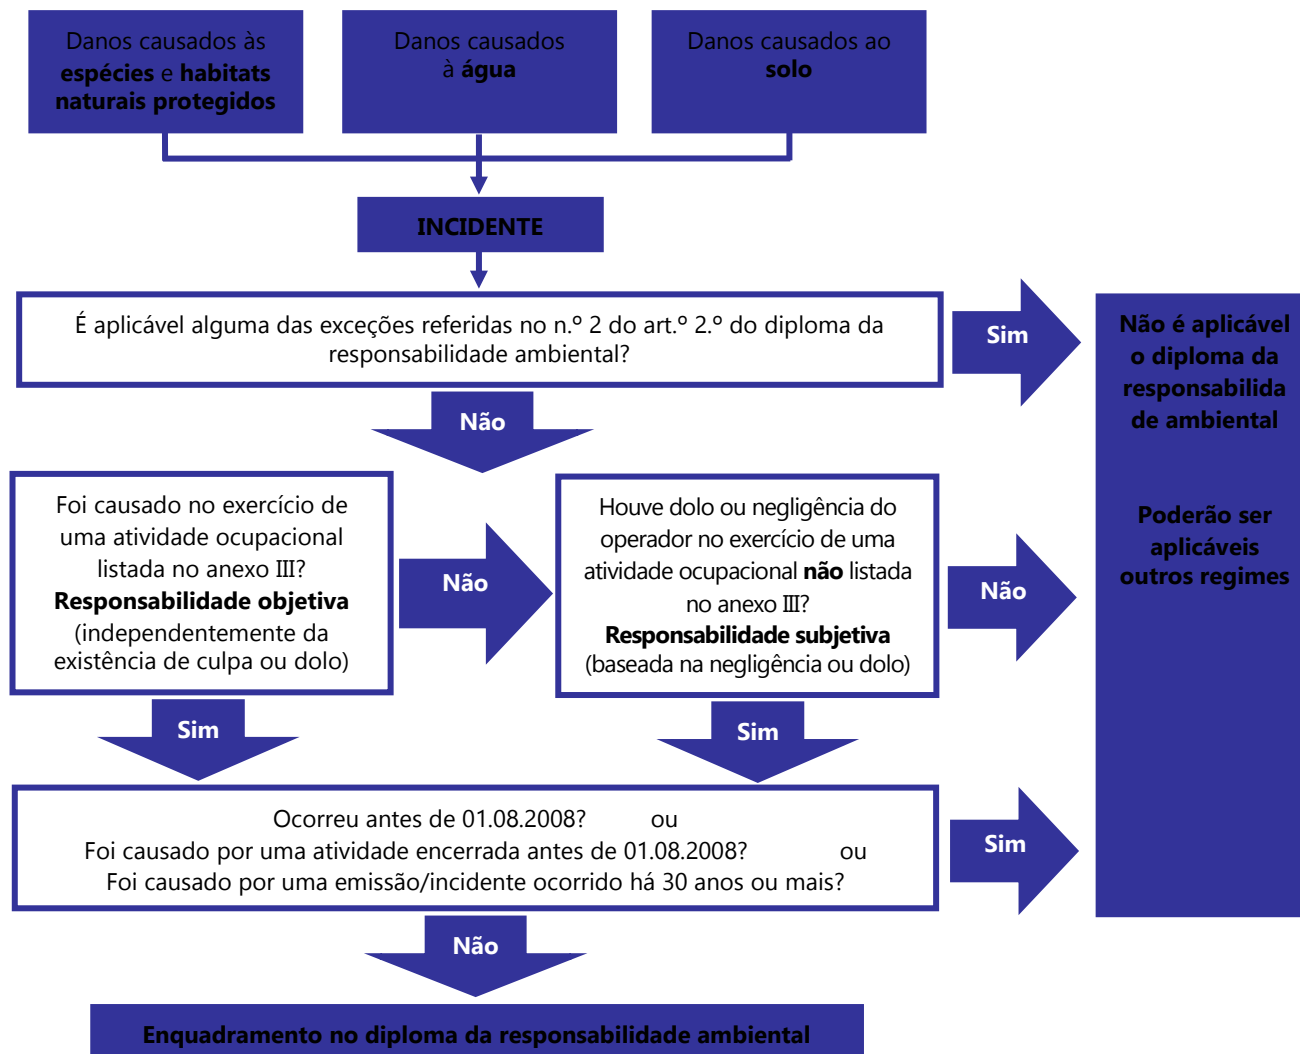 Danos causados às
espécies e habitats
naturais protegidos
Danos causados
à água
Danos causados ao
solo
INCIDENTE
É aplicável alguma das exceções referidas no n.º 2 do art.º 2.º do diploma da
responsabilidade ambiental?
Sim
Não é aplicável
o diploma da
responsabilida
de ambiental
Poderão ser
aplicáveis
outros regimes
Não
Foi causado no exercício de
uma atividade ocupacional
listada no anexo III?
Responsabilidade objetiva
(independentemente da
existência de culpa ou dolo)
Não
Houve dolo ou negligência do
operador no exercício de uma
atividade ocupacional não listada
no anexo III?
Responsabilidade subjetiva
(baseada na negligência ou dolo)
Não
Sim
Sim
Ocorreu antes de 01.08.2008? ou
Foi causado por uma atividade encerrada antes de 01.08.2008? ou
Foi causado por uma emissão/incidente ocorrido há 30 anos ou mais?
Sim
Não
Enquadramento no diploma da responsabilidade ambiental